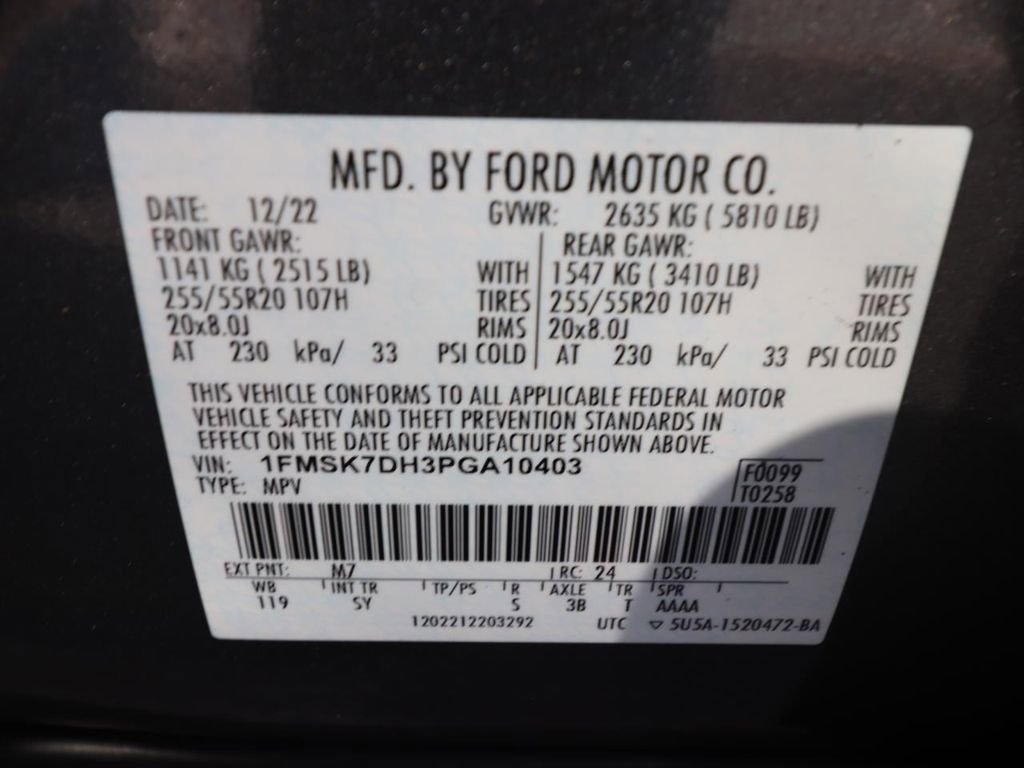 MFD. BY FORD MOTOR CO.
DATE: 12/22 GVWR: 2635 KG ( 5810 LB)
FRONT GAWR: REAR GAWR:
1141 KG ( 2515 LB) WITH 1547 KG ( 3410 LB) WITH
255/55R20 107H TIRES 255/55R20 107H TIRES
20x8.0J RIMS 20x8.0J RIMS
AT 230 kPa/ 33 PSI COLD AT 230 kPa/ 33 PSI COLD
THIS VEHICLE CONFORMS TO ALL APPLICABLE FEDERAL MOTOR
VEHICLE SAFETY AND THEFT PREVENTION STANDARDS IN
EFFECT ON THE DATE OF MANUFACTURE SHOWN ABOVE.
VIN: 1FMSK7DH3PGA10403 F0099
TYPE: MPV T0258
EXT PNT: M7 RC: 24 DSO:
WB INT TR TP/PS R AXLE TR SPR
119 SY S 3B T AAAA
1202212203292 UTC ▽ 5U5A-1520472-BA